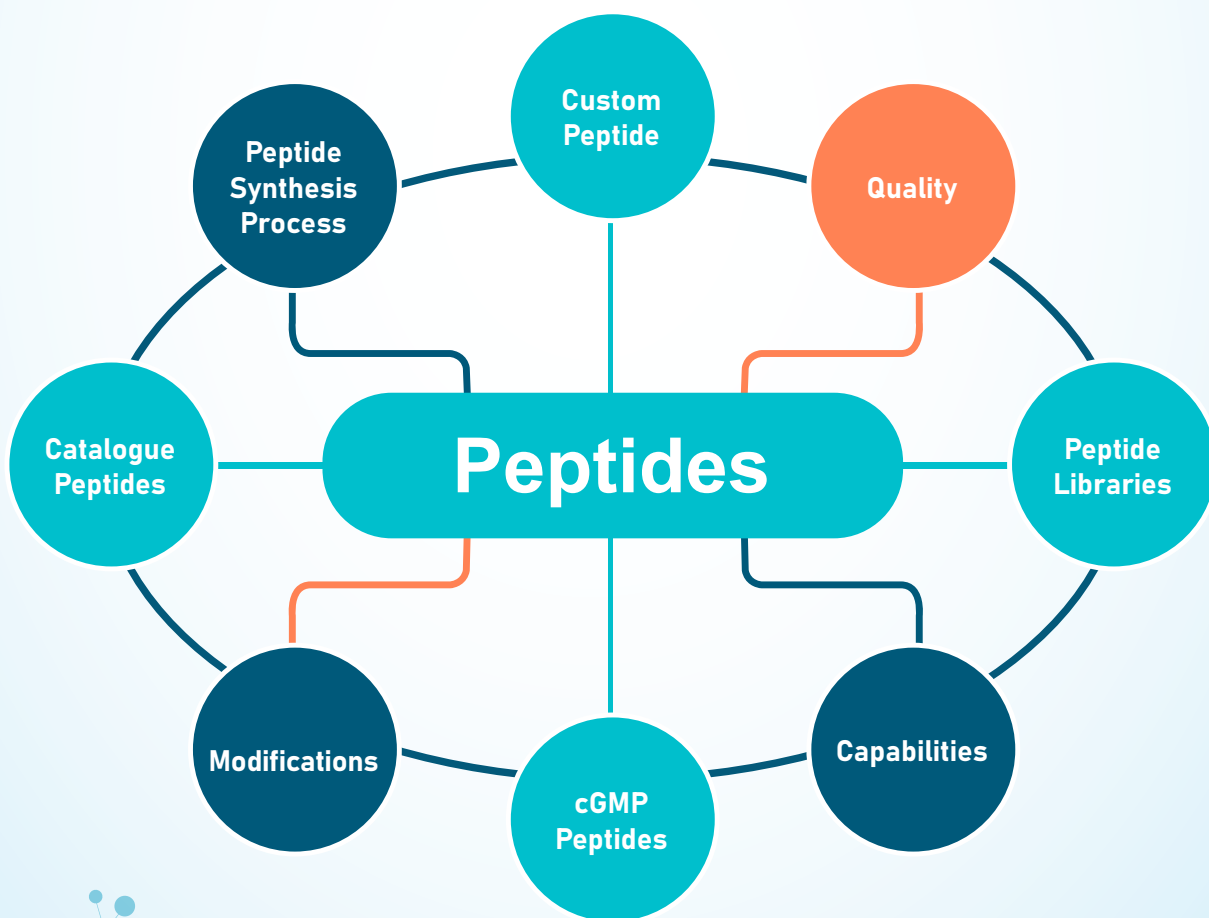 Custom
Peptide
Peptide
Synthesis
Process
Quality
Catalogue
Peptides
Peptides
Peptide
Libraries
Modifications
Capabilities
cGMP
Peptides